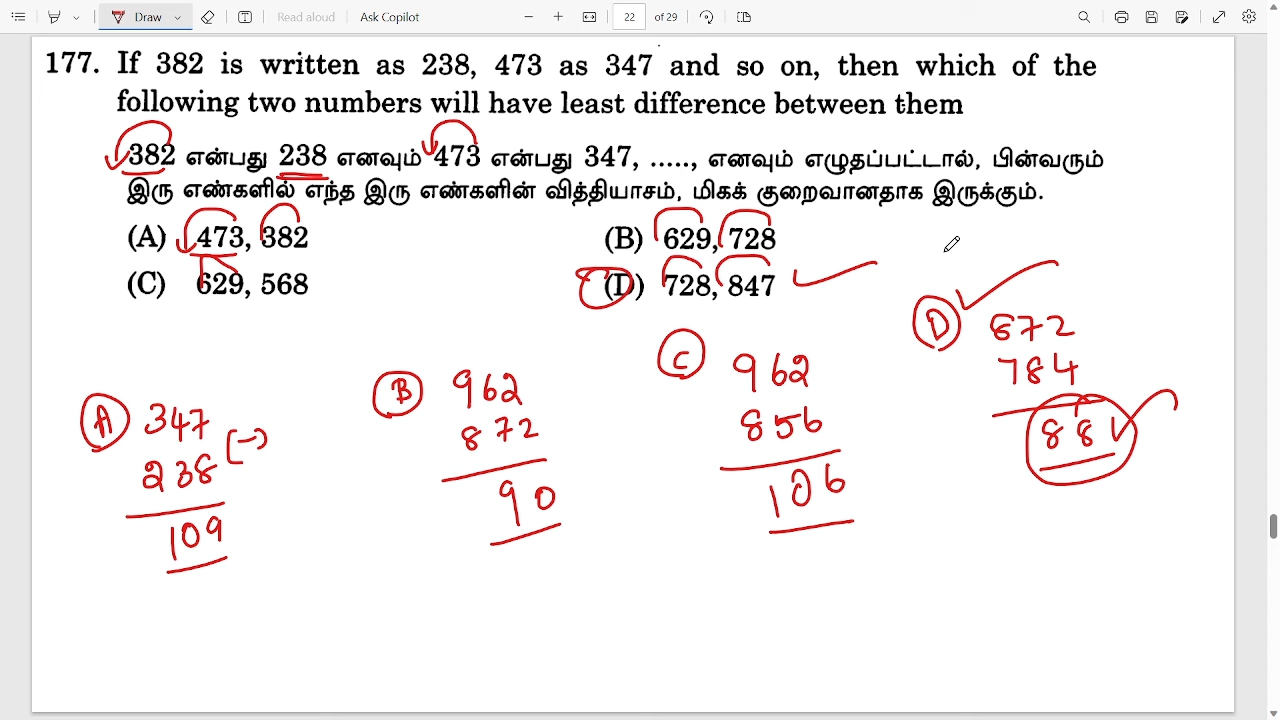 Draw Read aloud Ask Copilot 22 of 29
177. If 382 is written as 238, 473 as 347 and so on, then which of the
following two numbers will have least difference between them
382 என்பது 238 எனவும் 473 என்பது 347, ....., எனவும் எழுதப்பட்டால், பின்வரும்
இரு எண்களில் எந்த இரு எண்களின் வித்தியாசம், மிகக் குறைவானதாக இருக்கும்.
(A) 473, 382 (B) 629, 728
(C) 629, 568 (D) 728, 847
A 347
238 (-)
109
B 962
872
90
C 962
856
106
D 872
784
88